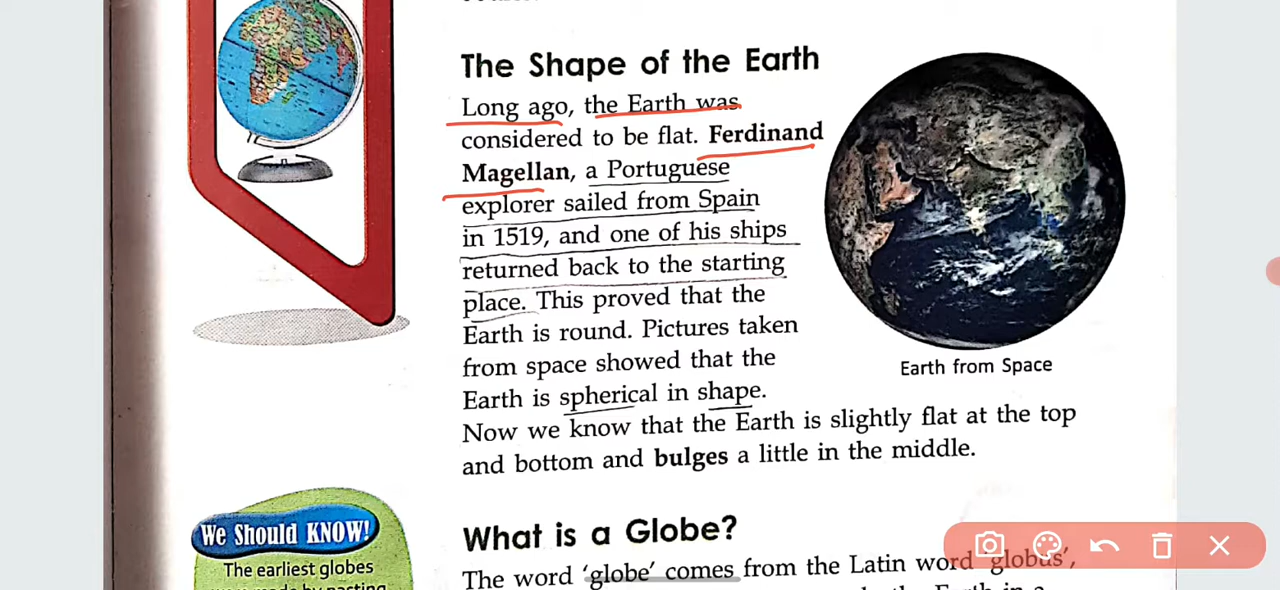 The Shape of the Earth
Long ago, the Earth was
considered to be flat. Ferdinand
Magellan, a Portuguese
explorer sailed from Spain
in 1519, and one of his ships
returned back to the starting
place. This proved that the
Earth is round. Pictures taken
from space showed that the
Earth is spherical in shape.
Now we know that the Earth is slightly flat at the top
and bottom and bulges a little in the middle.
Earth from Space
We Should KNOW!
The earliest globes
What is a Globe?
The word 'globe' comes from the Latin word 'globus',